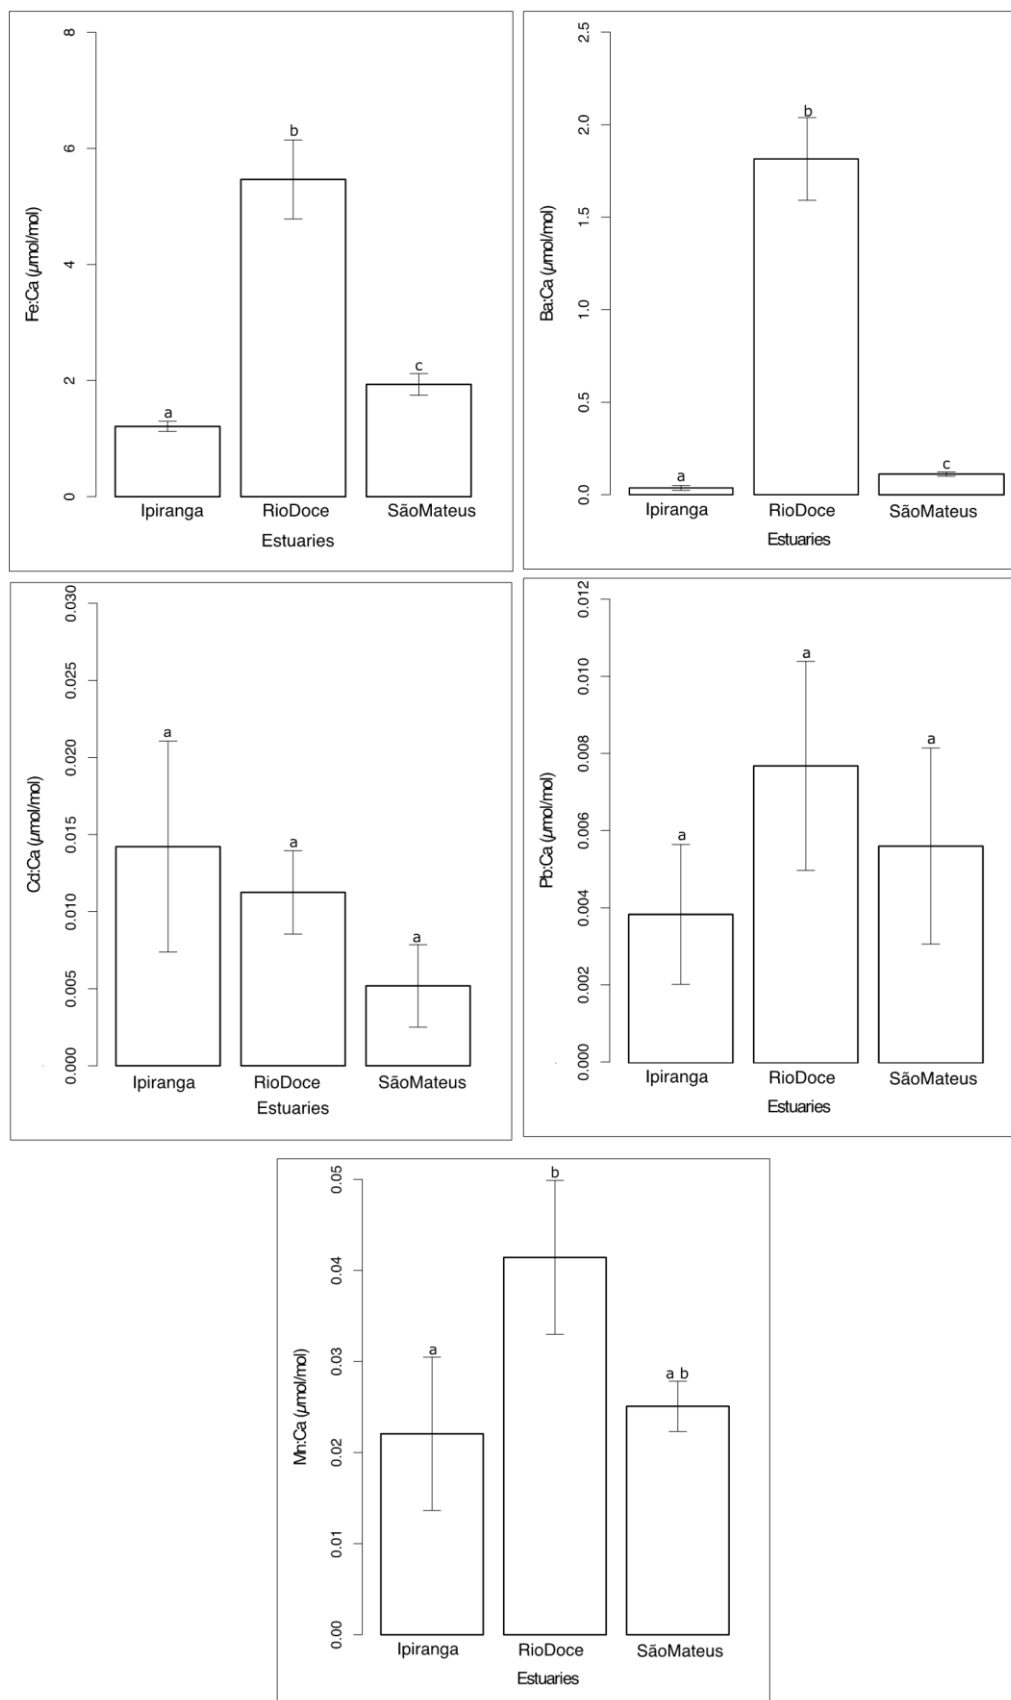 8
6
4
2
0
Fe:Ca (µmol/mol)
a
b
c
Ipiranga RioDoce SãoMateus
Estuaries
2.5
2.0
1.5
1.0
0.5
0.0
Ba:Ca (µmol/mol)
a
b
c
Ipiranga RioDoce SãoMateus
Estuaries
0.030
0.025
0.020
0.015
0.010
0.005
0.000
Cd:Ca (µmol/mol)
a
a
a
Ipiranga RioDoce SãoMateus
Estuaries
0.012
0.010
0.008
0.006
0.004
0.002
0.000
Pb:Ca (µmol/mol)
a
a
a
Ipiranga RioDoce SãoMateus
Estuaries
0.05
0.04
0.03
0.02
0.01
0.00
Mn:Ca (µmol/mol)
a
b
a b
Ipiranga RioDoce SãoMateus
Estuaries